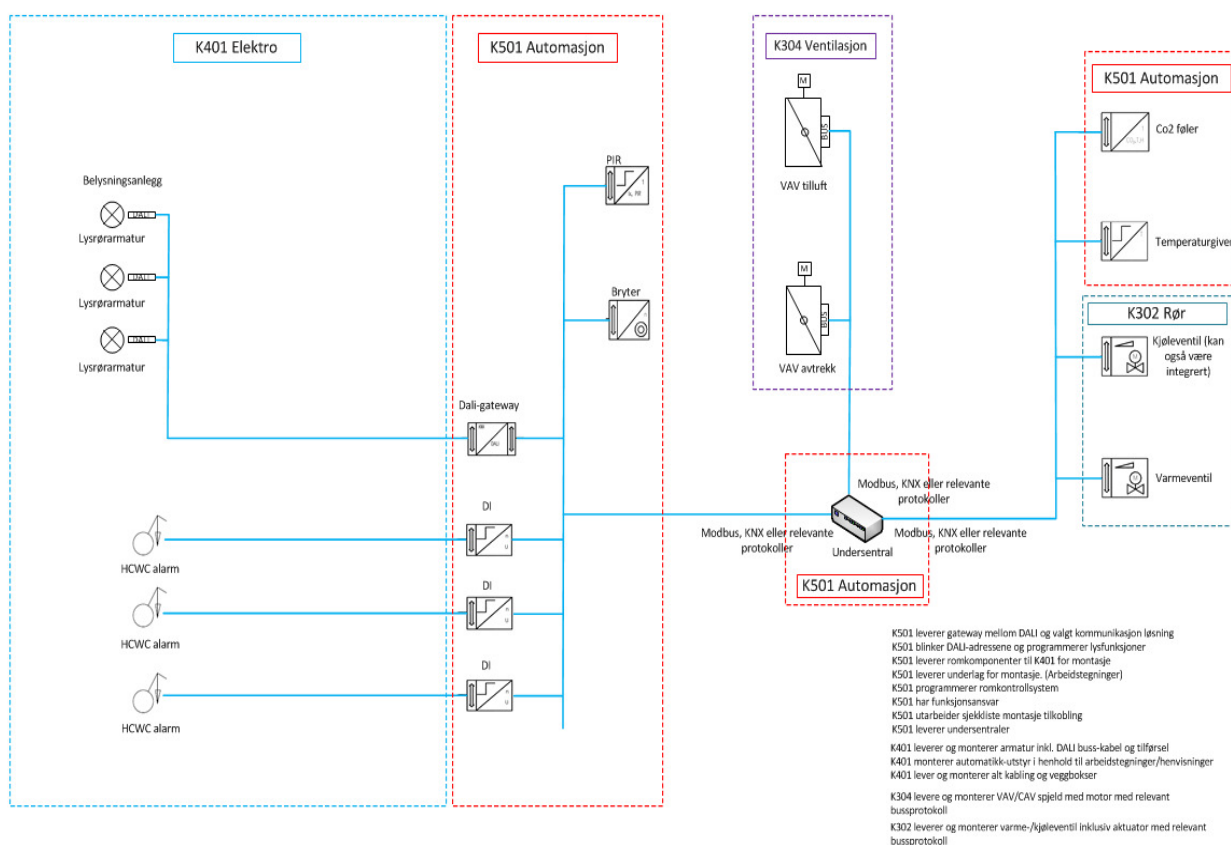 K401 Elektro
Belysningsanlegg
DALI
Lysrørarmatur
DALI
Lysrørarmatur
DALI
Lysrørarmatur
HCWC alarm
HCWC alarm
HCWC alarm
K501 Automasjon
PIR
Bryter
Dali-gateway
DALI
DI
n
U
DI
n
U
DI
n
U
K304 Ventilasjon
M
BUS
VAV tilluft
M
BUS
VAV avtrekk
Modbus, KNX eller relevante
protokoller
Modbus, KNX eller relevante
protokoller
Modbus, KNX eller relevante
protokoller
Undersentral
K501 Automasjon
K501 Automasjon
Co2 føler
Temperaturgiver
K302 Rør
M
Kjøleventil (kan
også være
integrert)
M
Varmeventil
K501 leverer gateway mellom DALI og valgt kommunikasjon løsning
K501 blinker DALI-adressene og programmerer lysfunksjoner
K501 leverer romkomponenter til K401 for montasje
K501 leverer underlag for montasje. (Arbeidstegninger)
K501 programmerer romkontrollsystem
K501 har funksjonsansvar
K501 utarbeider sjekkliste montasje tilkobling
K501 leverer undersentraler
K401 leverer og monterer armatur inkl. DALI buss-kabel og tilførsel
K401 monterer automatikk-utstyr i henhold til arbeidstegninger/henvisninger
K401 lever og monterer alt kabling og veggbokser
K304 levere og monterer VAV/CAV spjeld med motor med relevant
bussprotokoll
K302 leverer og monterer varme-/kjøleventil inklusiv aktuator med relevant
bussprotokoll